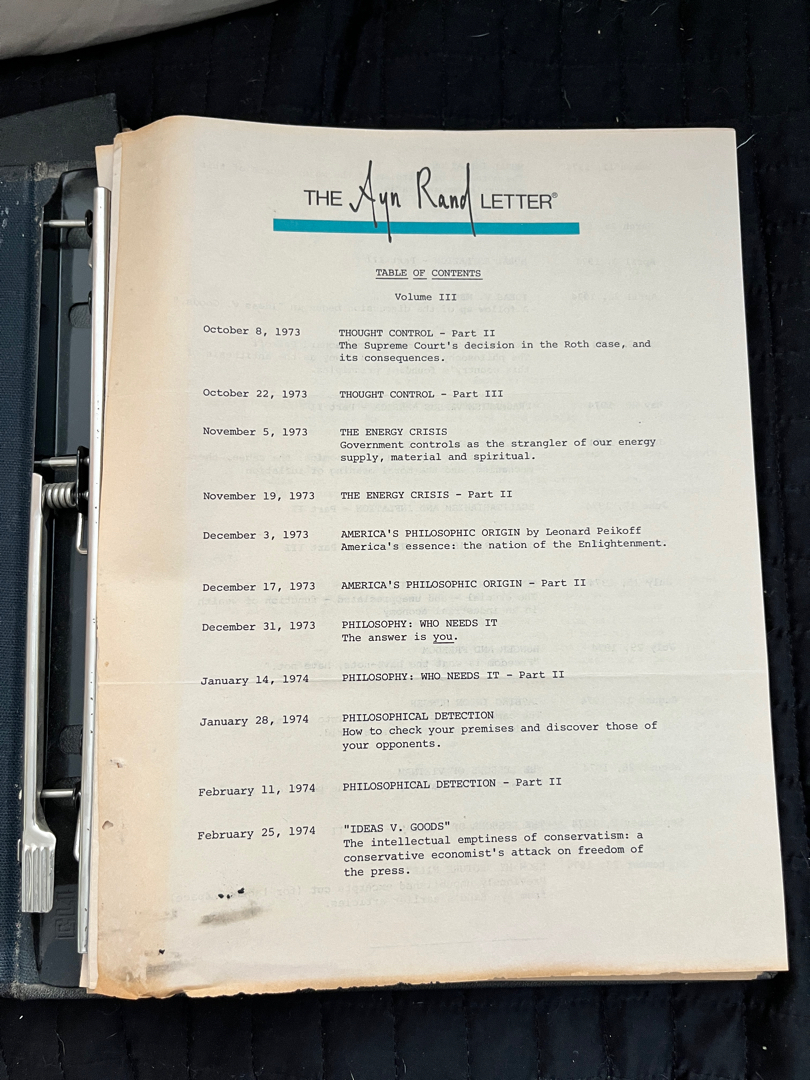 THE Ayn Rand LETTER®
TABLE OF CONTENTS
Volume III
October 8, 1973 THOUGHT CONTROL - Part II
The Supreme Court's decision in the Roth case, and
its consequences.
October 22, 1973 THOUGHT CONTROL - Part III
November 5, 1973 THE ENERGY CRISIS
Government controls as the strangler of our energy
supply, material and spiritual.
November 19, 1973 THE ENERGY CRISIS - Part II
December 3, 1973 AMERICA'S PHILOSOPHIC ORIGIN by Leonard Peikoff
America's essence: the nation of the Enlightenment.
December 17, 1973 AMERICA'S PHILOSOPHIC ORIGIN - Part II
December 31, 1973 PHILOSOPHY: WHO NEEDS IT
The answer is you.
January 14, 1974 PHILOSOPHY: WHO NEEDS IT - Part II
January 28, 1974 PHILOSOPHICAL DETECTION
How to check your premises and discover those of
your opponents.
February 11, 1974 PHILOSOPHICAL DETECTION - Part II
February 25, 1974 "IDEAS V. GOODS"
The intellectual emptiness of conservatism: a
conservative economist's attack on freedom of
the press.